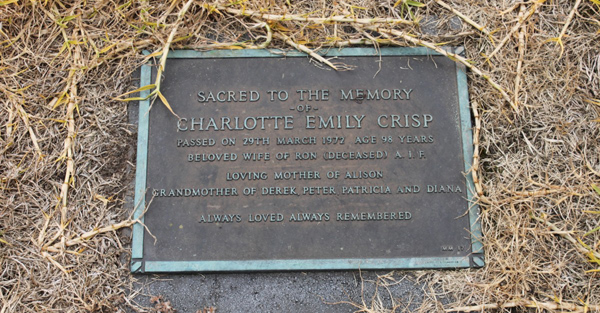 SACRED TO THE MEMORY
-OF-
CHARLOTTE EMILY CRISP
PASSED ON 29TH MARCH 1977 AGE 98 YEARS
BELOVED WIFE OF RON (DECEASED) A.I.F.
LOVING MOTHER OF ALISON
GRANDMOTHER OF DEREK, PETER, PATRICIA AND DIANA
ALWAYS LOVED ALWAYS REMEMBERED